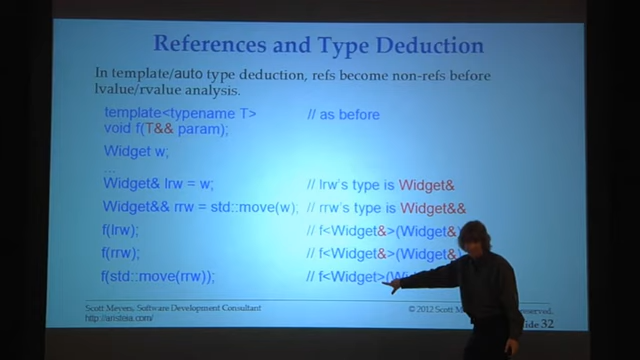 References and Type Deduction
In template/auto type deduction, refs become non-refs before
lvalue/rvalue analysis.
template<typename T> // as before
void f(T&& param);
Widget w;
…
Widget& lrw = w; // lrw's type is Widget&
Widget&& rrw = std::move(w); // rrw's type is Widget&&
f(lrw); // f<Widget&>(Widget&)
f(rrw); // f<Widget&>(Widget&
f(std::move(rrw)); // f<Widget>
Scott Meyers, Software Development Consultant © 2012 Scott
http://aristeia.com/ 32